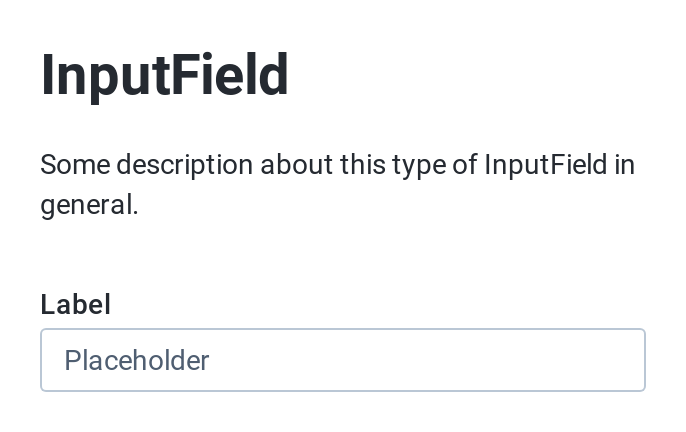 InputField
Some description about this type of InputField in
general.
Label
Placeholder